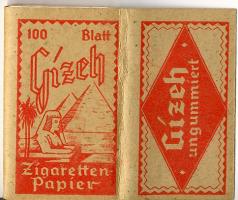 100 Blatt
Gizeh
Zigaretten-
Papier
Gizeh
ungummiert